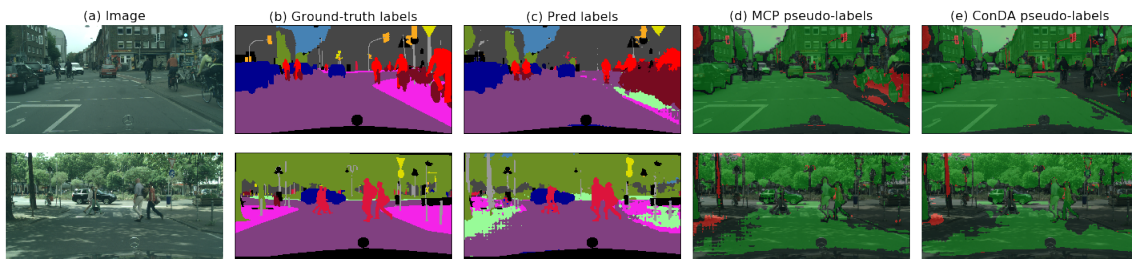 (a) Image
(b) Ground-truth labels
(c) Pred labels
(d) MCP pseudo-labels
(e) ConDA pseudo-labels